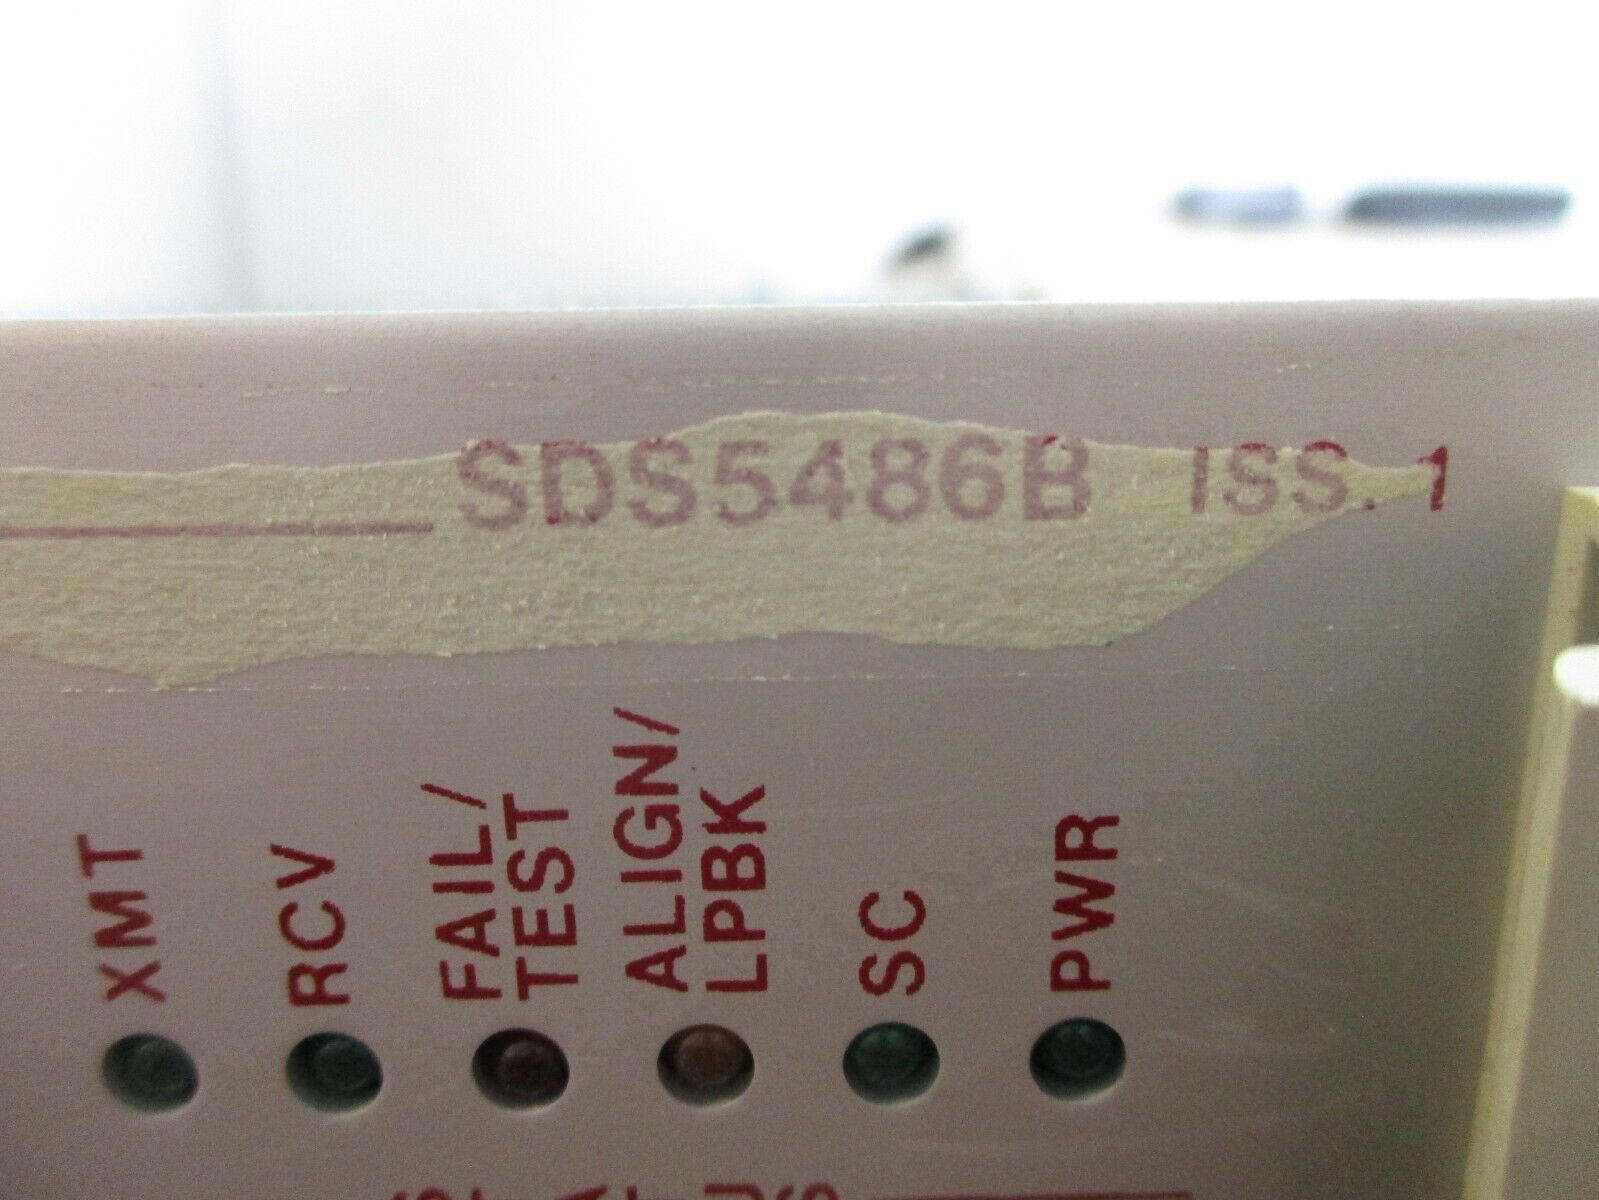 SDS5486B ISS. 1
XMT
RCV
FAIL/
TEST
ALIGN/
LPBK
SC
PWR